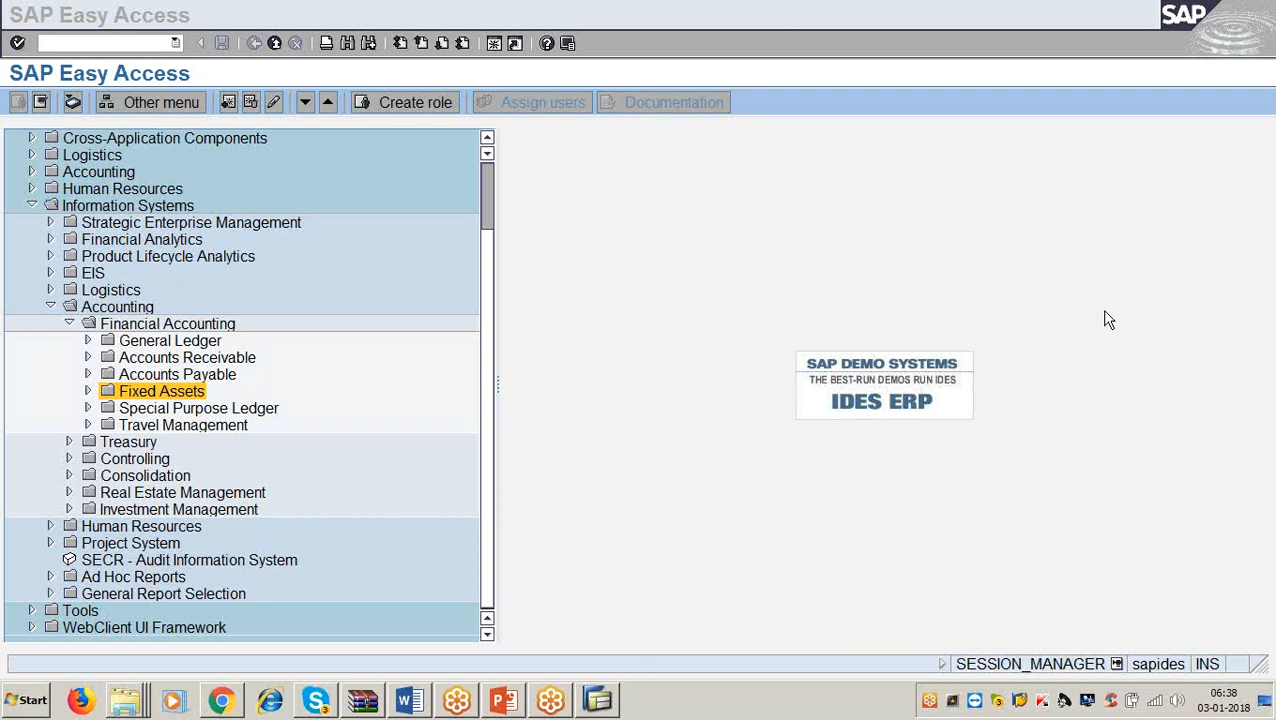 SAP Easy Access
SAP
SAP Easy Access
Other menu
Create role
Assign users
Documentation
Cross-Application Components
Logistics
Accounting
Human Resources
Information Systems
Strategic Enterprise Management
Financial Analytics
Product Lifecycle Analytics
EIS
Logistics
Accounting
Financial Accounting
General Ledger
Accounts Receivable
Accounts Payable
Fixed Assets
Special Purpose Ledger
Travel Management
Treasury
Controlling
Consolidation
Real Estate Management
Investment Management
Human Resources
Project System
SECR - Audit Information System
Ad Hoc Reports
General Report Selection
Tools
WebClient UI Framework
SAP DEMO SYSTEMS
THE BEST-RUN DEMOS RUN IDES
IDES ERP
SESSION_MANAGER
sapides
INS
Start
06:38
03-01-2018